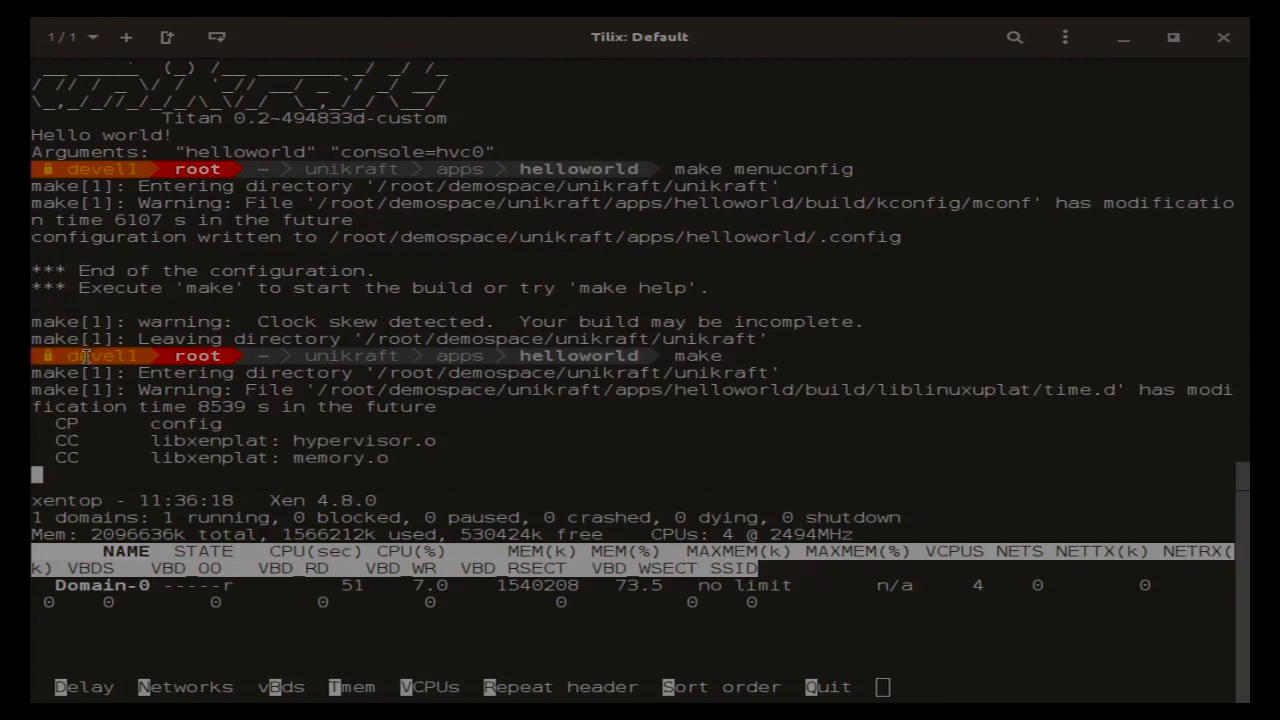 1 / 1
Tilix: Default
unikraft
Titan 0.2~494833d-custom
Hello world!
Arguments:  "helloworld" "console=hvc0"
devel1 root ⋯ unikraft apps helloworld make menuconfig
make[1]: Entering directory '/root/demospace/unikraft/unikraft'
make[1]: Warning: File '/root/demospace/unikraft/apps/helloworld/build/kconfig/mconf' has modificatio
n time 6107 s in the future
configuration written to /root/demospace/unikraft/apps/helloworld/.config
*** End of the configuration.
*** Execute 'make' to start the build or try 'make help'.
make[1]: warning:  Clock skew detected.  Your build may be incomplete.
make[1]: Leaving directory '/root/demospace/unikraft/unikraft'
devel1 root ⋯ unikraft apps helloworld make
make[1]: Entering directory '/root/demospace/unikraft/unikraft'
make[1]: Warning: File '/root/demospace/unikraft/apps/helloworld/build/liblinuxuplat/time.d' has modi
fication time 8539 s in the future
CP      config
CC      libxenplat: hypervisor.o
CC      libxenplat: memory.o
xentop - 11:36:18   Xen 4.8.0
1 domains: 1 running, 0 blocked, 0 paused, 0 crashed, 0 dying, 0 shutdown
Mem: 2096636k total, 1566212k used, 530424k free    CPUs: 4 @ 2494MHz
NAME  STATE   CPU(sec) CPU(%)     MEM(k) MEM(%)  MAXMEM(k) MAXMEM(%) VCPUS NETS NETTX(k) NETRX(
k) VBDS   VBD_OO   VBD_RD   VBD_WR  VBD_RSECT  VBD_WSECT SSID
Domain-0 -----r         51    7.0    1540208   73.5   no limit       n/a     4    0        0
0    0        0        0        0          0          0    0
Delay  Networks  vBds  Tmem  VCPUs  Repeat header  Sort order  Quit